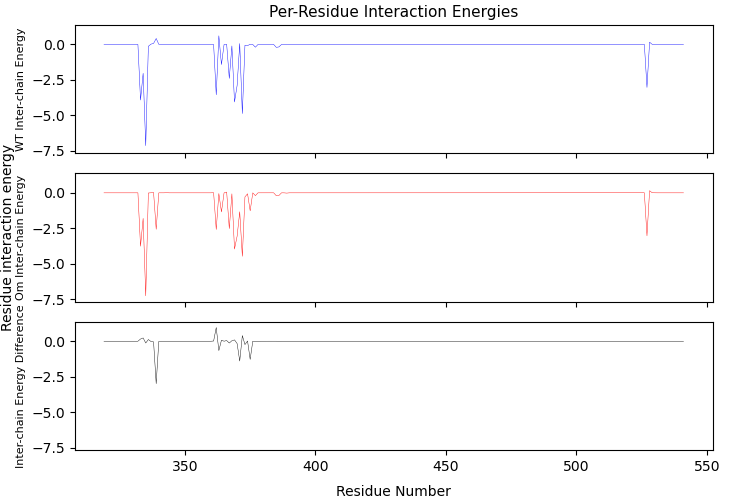 Per-Residue Interaction Energies
Residue interaction energy
WT Inter-chain Energy
0.0
−2.5
−5.0
−7.5
Om Inter-chain Energy
0.0
−2.5
−5.0
−7.5
Inter-chain Energy Difference
0.0
−2.5
−5.0
−7.5
350 400 450 500 550
Residue Number